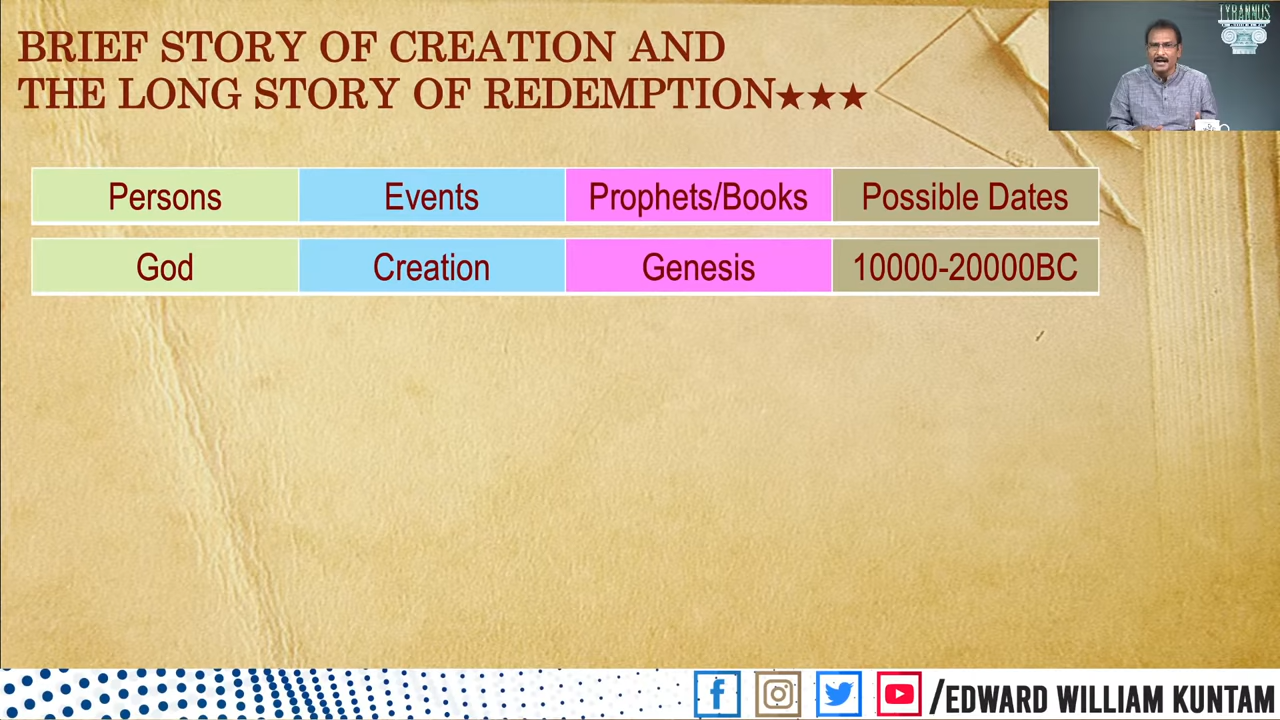 BRIEF STORY OF CREATION AND
THE LONG STORY OF REDEMPTION★★★
TYRANNUS
Persons Events Prophets/Books Possible Dates
God Creation Genesis 10000-20000BC
/EDWARD WILLIAM KUNTAM